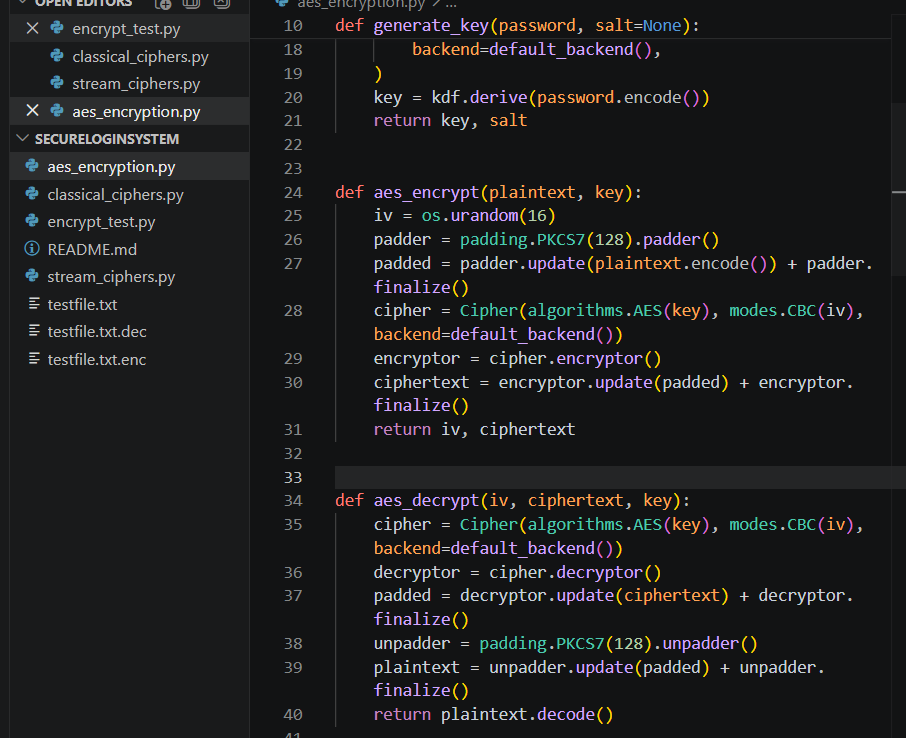 OPEN EDITORS
encrypt_test.py
classical_ciphers.py
stream_ciphers.py
aes_encryption.py
SECURELOGINSYSTEM
aes_encryption.py
classical_ciphers.py
encrypt_test.py
README.md
stream_ciphers.py
testfile.txt
testfile.txt.dec
testfile.txt.enc
aes_encryption.py > ...
10 def generate_key(password, salt=None):
18 backend=default_backend(),
19 )
20 key = kdf.derive(password.encode())
21 return key, salt
22
23
24 def aes_encrypt(plaintext, key):
25 iv = os.urandom(16)
26 padder = padding.PKCS7(128).padder()
27 padded = padder.update(plaintext.encode()) + padder.
finalize()
28 cipher = Cipher(algorithms.AES(key), modes.CBC(iv),
backend=default_backend())
29 encryptor = cipher.encryptor()
30 ciphertext = encryptor.update(padded) + encryptor.
finalize()
31 return iv, ciphertext
32
33
34 def aes_decrypt(iv, ciphertext, key):
35 cipher = Cipher(algorithms.AES(key), modes.CBC(iv),
backend=default_backend())
36 decryptor = cipher.decryptor()
37 padded = decryptor.update(ciphertext) + decryptor.
finalize()
38 unpadder = padding.PKCS7(128).unpadder()
39 plaintext = unpadder.update(padded) + unpadder.
finalize()
40 return plaintext.decode()
41